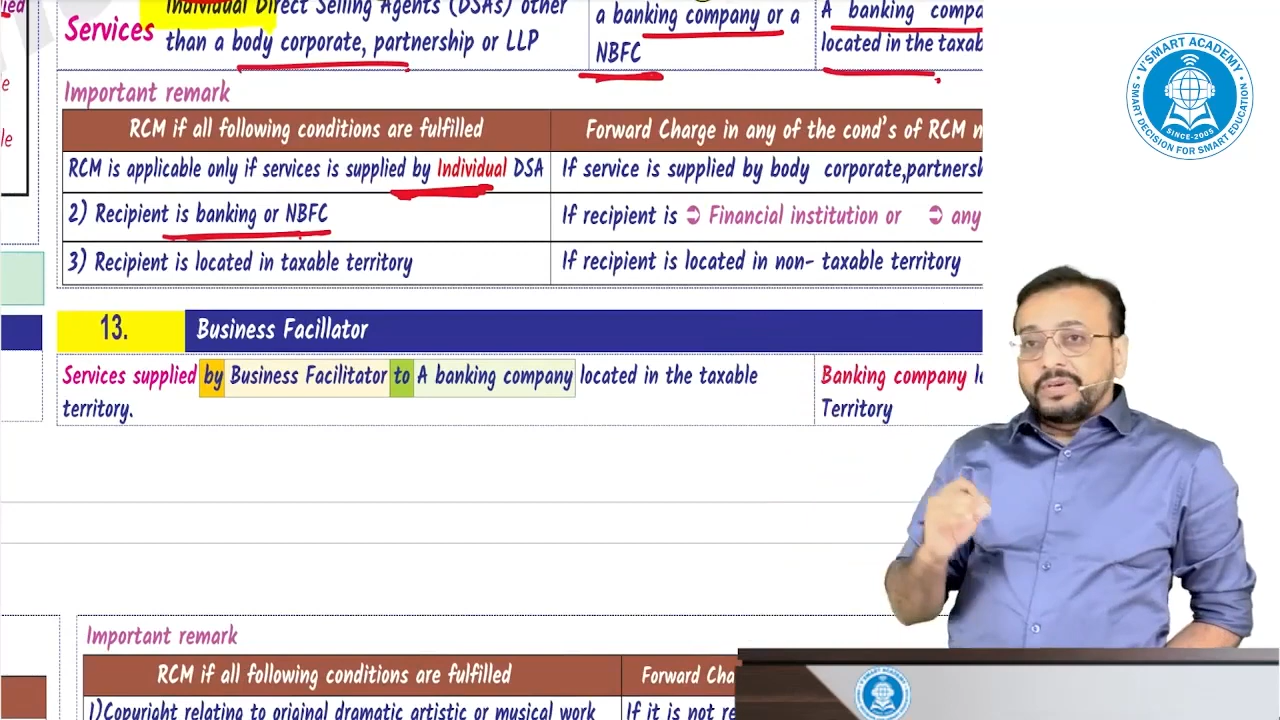 Individual Direct Selling Agents (DSAs) other
Services
than a body corporate, partnership or LLP
a banking company or a
NBFC
A banking compa
located in the taxab
Important remark
RCM if all following conditions are fulfilled
Forward Charge in any of the cond's of RCM n
RCM is applicable only if services is supplied by Individual DSA
If service is supplied by body corporate,partnersh
2) Recipient is banking or NBFC
If recipient is ➲ Financial institution or ➲ any
3) Recipient is located in taxable territory
If recipient is located in non- taxable territory
13.
Business Facillator
Services supplied by Business Facilitator to A banking company located in the taxable
territory.
Banking company l
Territory
Important remark
RCM if all following conditions are fulfilled
Forward Cha
1)Copyright relating to original dramatic artistic or musical work
If it is not re
V'SMART ACADEMY
SMART DECISION FOR SMART EDUCATION
SINCE-2005